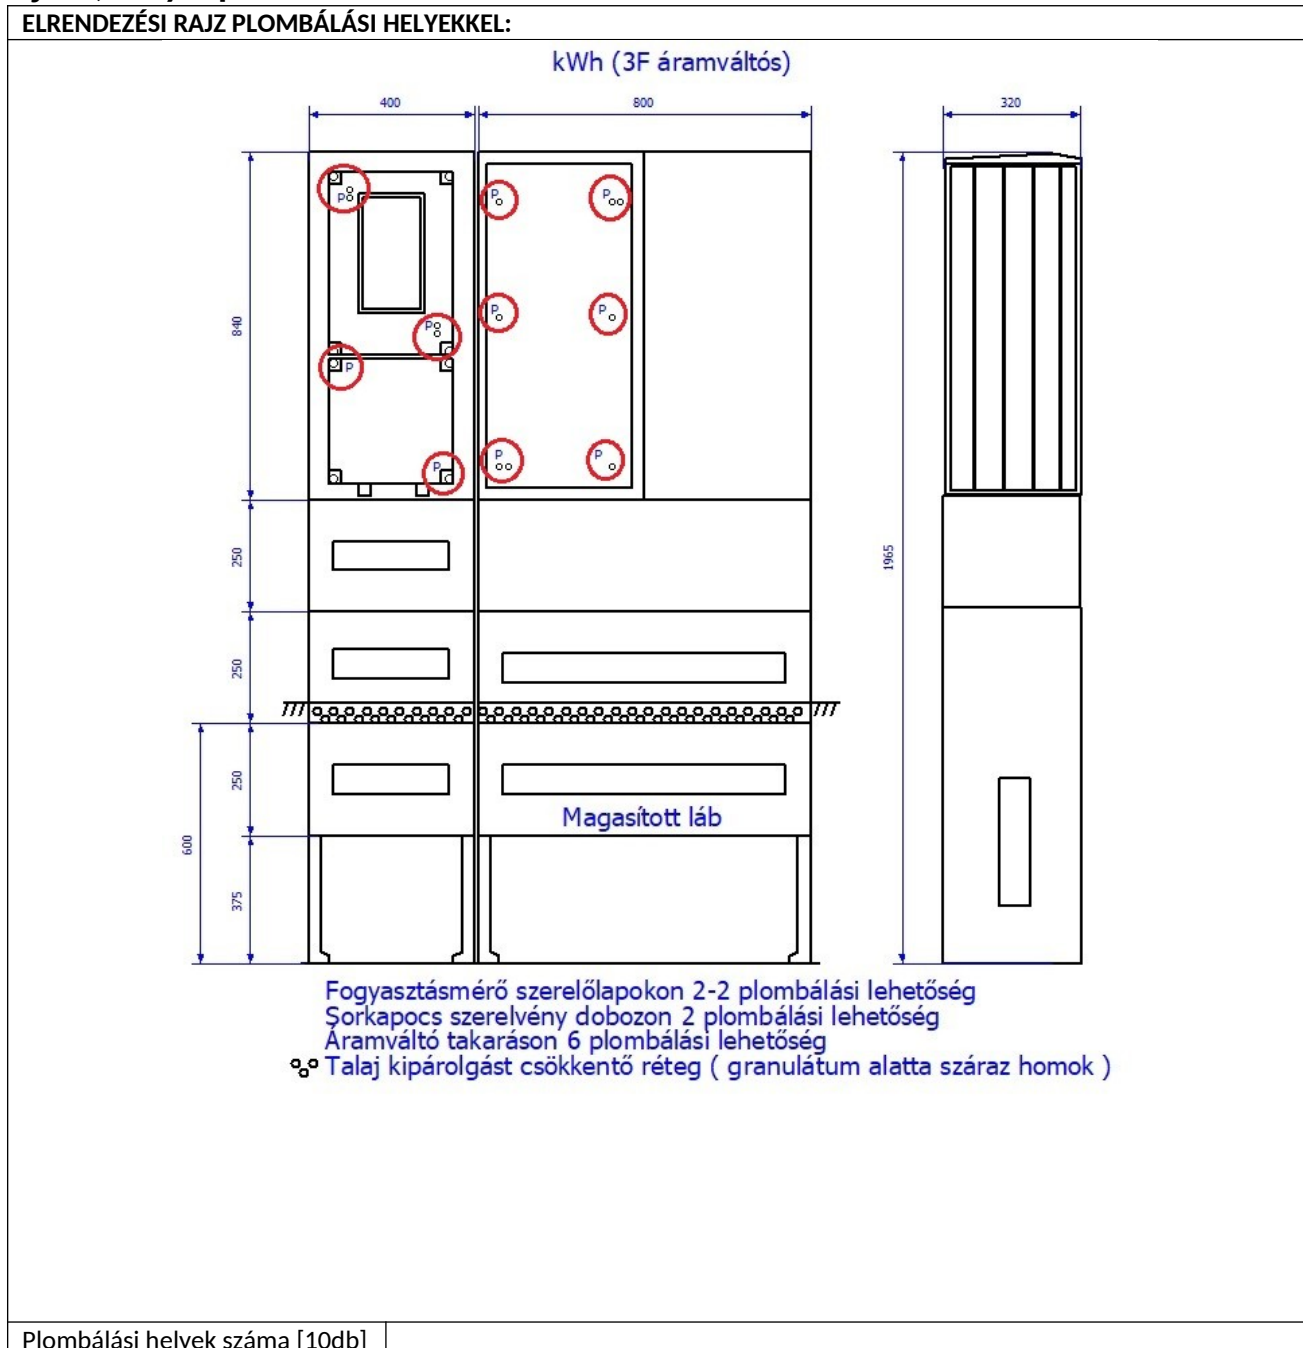 ELRENDEZÉSI RAJZ PLOMBÁLÁSI HELYEKKEL:
kWh (3F áramváltós)
400
800
320
P
P
P
P
P
P
P
P
P
P
840
250
250
250
600
375
1965
Magasított láb
Fogyasztásmérő szerelőlapokon 2-2 plombálási lehetőség
Sorkapocs szerelvény dobozon 2 plombálási lehetőség
Áramváltó takaráson 6 plombálási lehetőség
Talaj kipárolgást csökkentő réteg ( granulátum alatta száraz homok )
Plombálási helyek száma [10db]